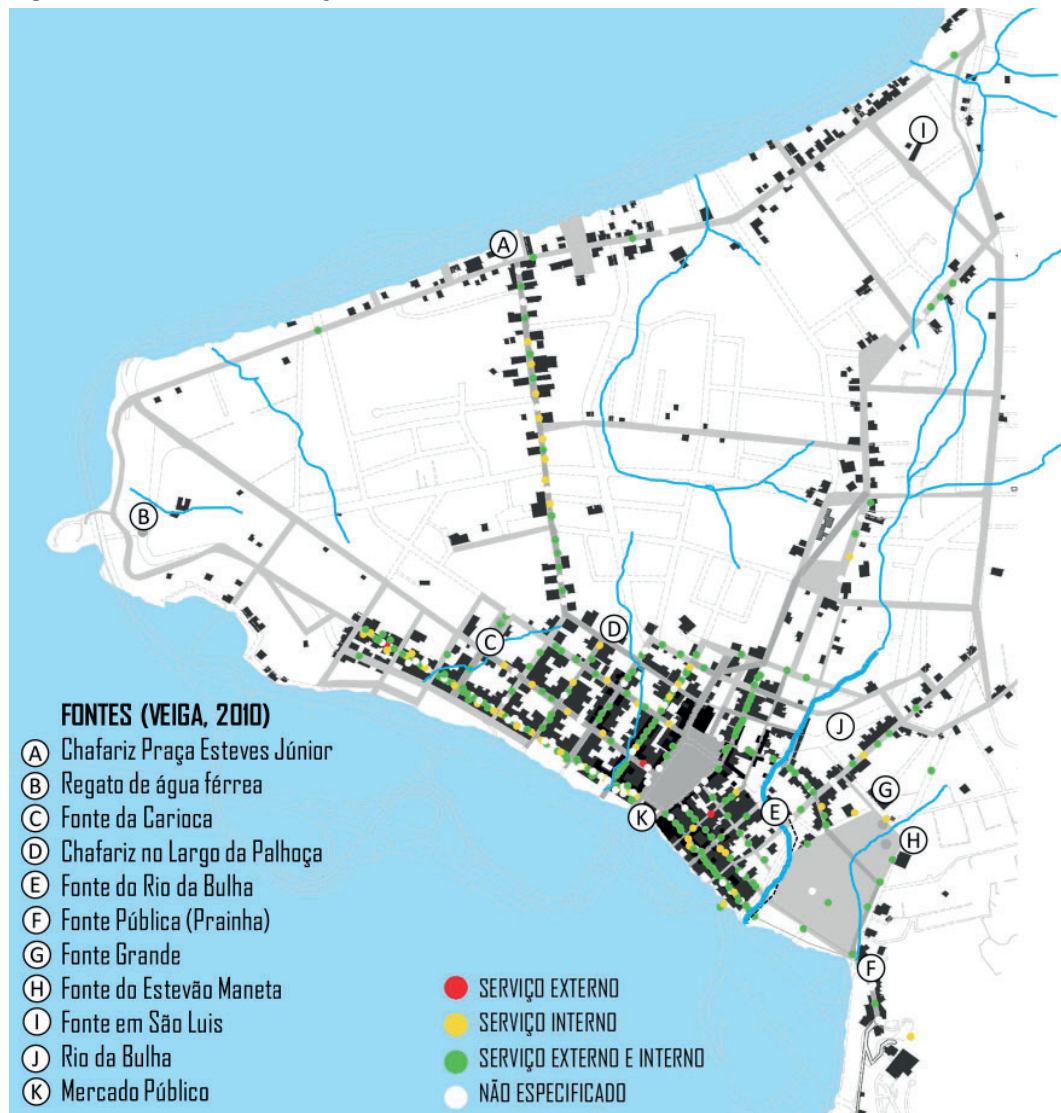 A
I
B
C
D
J
G
K
E
H
F
FONTES (VEIGA, 2010)
A Chafariz Praça Esteves Júnior
B Regato de água férrea
C Fonte da Carioca
D Chafariz no Largo da Palhoça
E Fonte do Rio da Bulha
F Fonte Pública (Prainha)
G Fonte Grande
H Fonte do Estevão Maneta
I Fonte em São Luis
J Rio da Bulha
K Mercado Público
SERVIÇO EXTERNO
SERVIÇO INTERNO
SERVIÇO EXTERNO E INTERNO
NÃO ESPECIFICADO